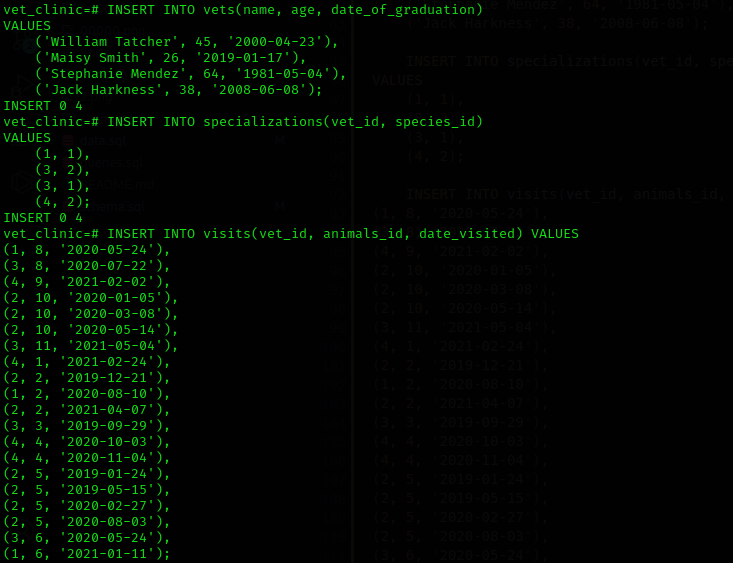 vet_clinic=# INSERT INTO vets(name, age, date_of_graduation)
VALUES
    ('William Tatcher', 45, '2000-04-23'),
    ('Maisy Smith', 26, '2019-01-17'),
    ('Stephanie Mendez', 64, '1981-05-04'),
    ('Jack Harkness', 38, '2008-06-08');
INSERT 0 4
vet_clinic=# INSERT INTO specializations(vet_id, species_id)
VALUES
    (1, 1),
    (3, 2),
    (3, 1),
    (4, 2);
INSERT 0 4
vet_clinic=# INSERT INTO visits(vet_id, animals_id, date_visited) VALUES
(1, 8, '2020-05-24'),
(3, 8, '2020-07-22'),
(4, 9, '2021-02-02'),
(2, 10, '2020-01-05'),
(2, 10, '2020-03-08'),
(2, 10, '2020-05-14'),
(3, 11, '2021-05-04'),
(4, 1, '2021-02-24'),
(2, 2, '2019-12-21'),
(1, 2, '2020-08-10'),
(2, 2, '2021-04-07'),
(3, 3, '2019-09-29'),
(4, 4, '2020-10-03'),
(4, 4, '2020-11-04'),
(2, 5, '2019-01-24'),
(2, 5, '2019-05-15'),
(2, 5, '2020-02-27'),
(2, 5, '2020-08-03'),
(3, 6, '2020-05-24'),
(1, 6, '2021-01-11');